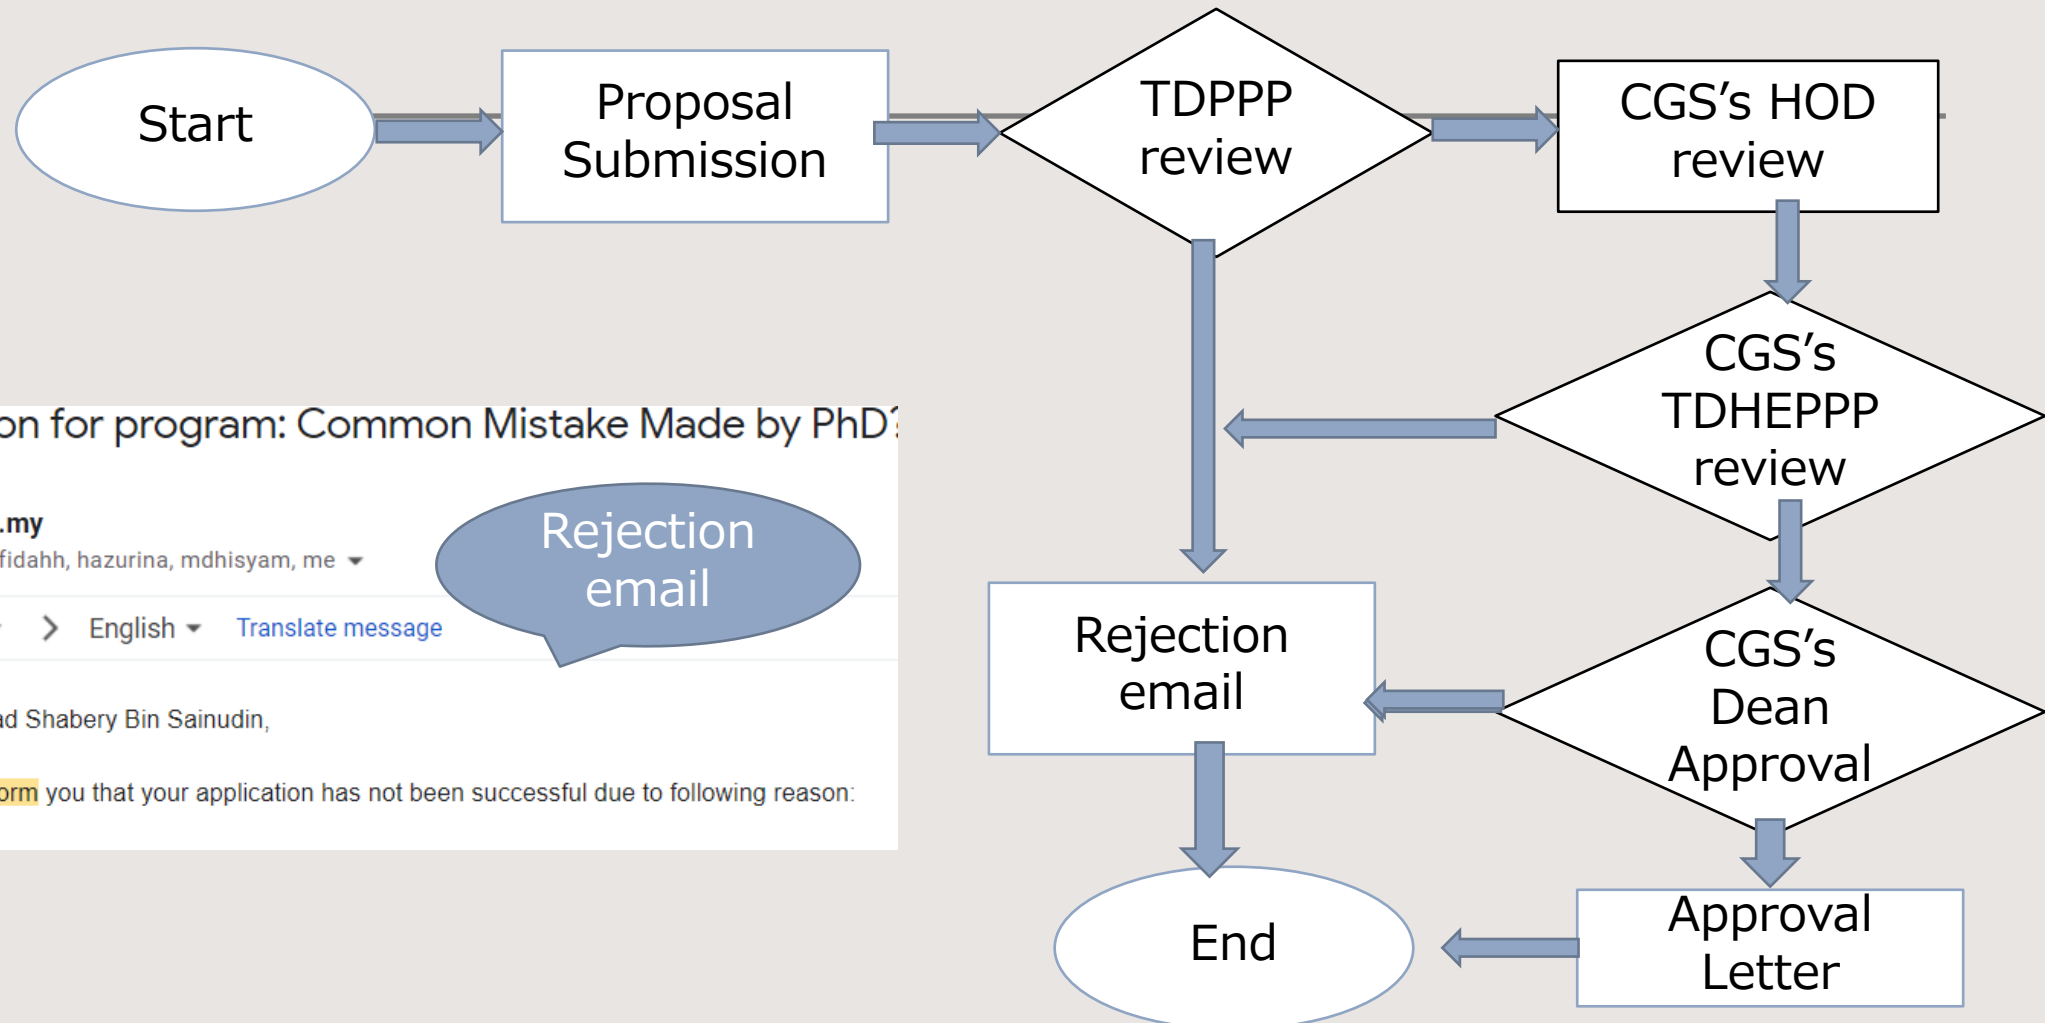 Start
Proposal
Submission
TDPPP
review
CGS’s HOD
review
CGS’s
TDHEPPP
review
on for program: Common Mistake Made by PhD?
.my
fidahh, hazurina, mdhisyam, me
English
Translate message
Rejection
email
ad Shabery Bin Sainudin,
orm you that your application has not been successful due to following reason:
Rejection
email
CGS’s
Dean
Approval
End
Approval
Letter